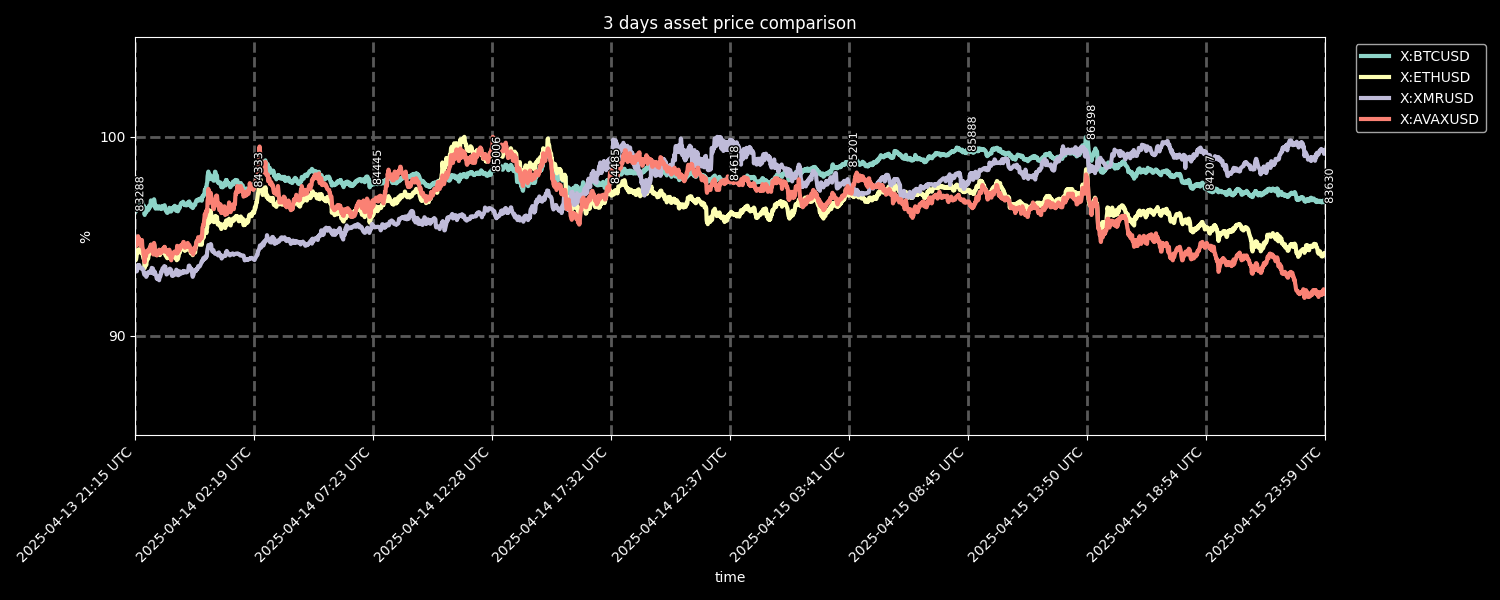 3 days asset price comparison
X:BTCUSD
X:ETHUSD
X:XMRUSD
X:AVAXUSD
%
100
90
83288
84333
84445
85006
84485
84618
85201
85888
86398
84207
83630
2025-04-13 21:15 UTC
2025-04-14 02:19 UTC
2025-04-14 07:23 UTC
2025-04-14 12:28 UTC
2025-04-14 17:32 UTC
2025-04-14 22:37 UTC
2025-04-15 03:41 UTC
2025-04-15 08:45 UTC
2025-04-15 13:50 UTC
2025-04-15 18:54 UTC
2025-04-15 23:59 UTC
time